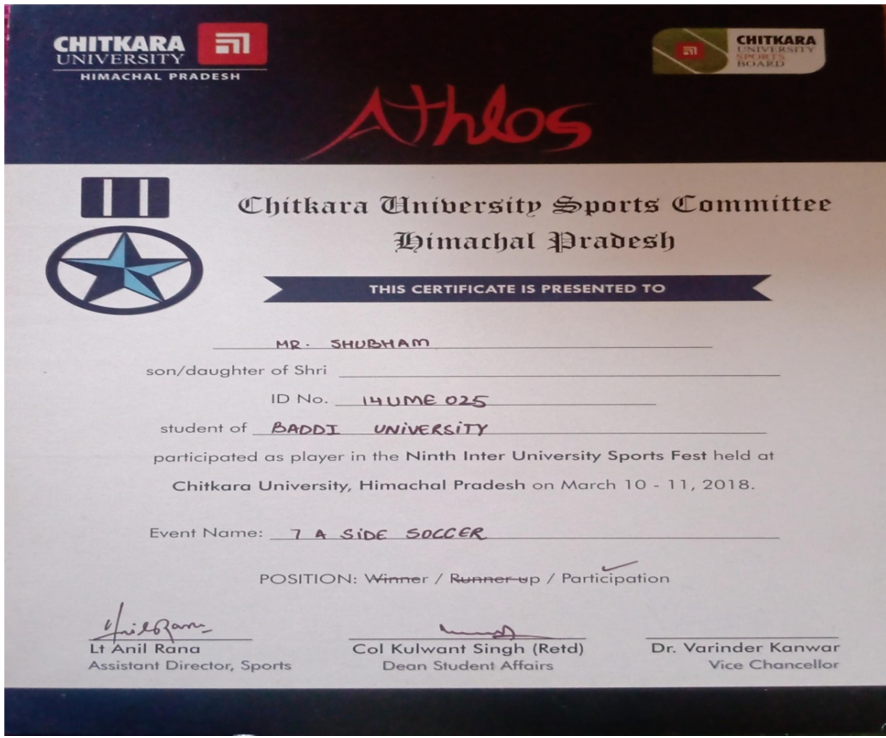 CHITKARA
UNIVERSITY
HIMACHAL PRADESH
CHITKARA
UNIVERSITY
SPORTS
BOARD
Athlos
Chitkara University Sports Committee
Himachal Pradesh
THIS CERTIFICATE IS PRESENTED TO
MR. SHUBHAM
son/daughter of Shri
ID No. 14UME 025
student of BADDI UNIVERSITY
participated as player in the Ninth Inter University Sports Fest held at
Chitkara University, Himachal Pradesh on March 10 - 11, 2018.
Event Name: 7 A SIDE SOCCER
POSITION: Winner / Runner-up / Participation
Lt Anil Rana
Assistant Director, Sports
Col Kulwant Singh (Retd)
Dean Student Affairs
Dr. Varinder Kanwar
Vice Chancellor